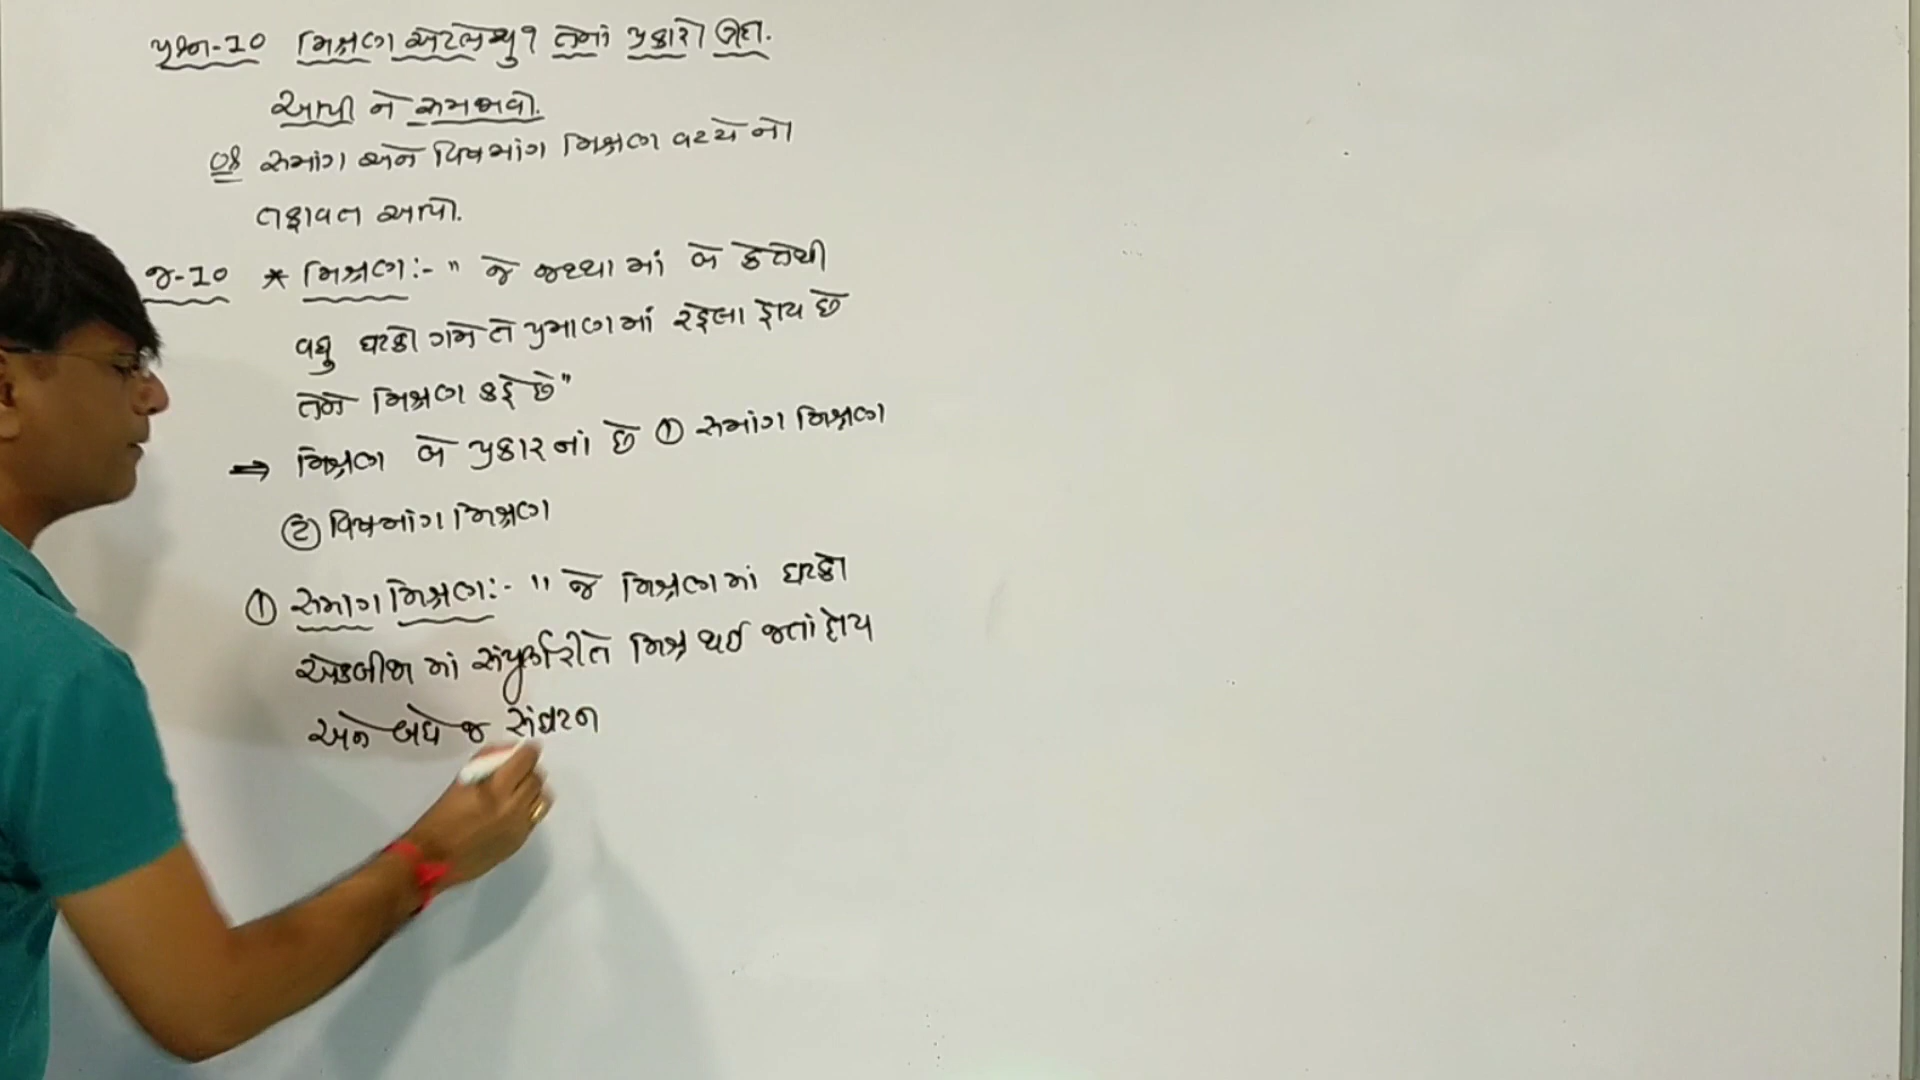 પ્રશ્ન-10 મિશ્રણ એટલે શું? તેનાં પ્રકારો ઉદા.
આપી ને સમજાવો.
OR સમાંગ અને વિષમાંગ મિશ્રણ વચ્ચે નો
તફાવત આપો.
જ-10 * મિશ્રણ:- " જે જથ્થા માં બે કે તેથી
વધુ ઘટકો ગમે તે પ્રમાણમાં રહેલા હોય છે
તેને મિશ્રણ કહે છે"
⇒ મિશ્રણ બે પ્રકારનાં છે ① સમાંગ મિશ્રણ
② વિષમાંગ મિશ્રણ
① સમાગ મિશ્રણ:- " જે મિશ્રણમાં ઘટકો
એકબીજા માં સંપૂર્ણ રીતે મિશ્ર થઈ જતાં હોય
અને બધે જ સંઘટન